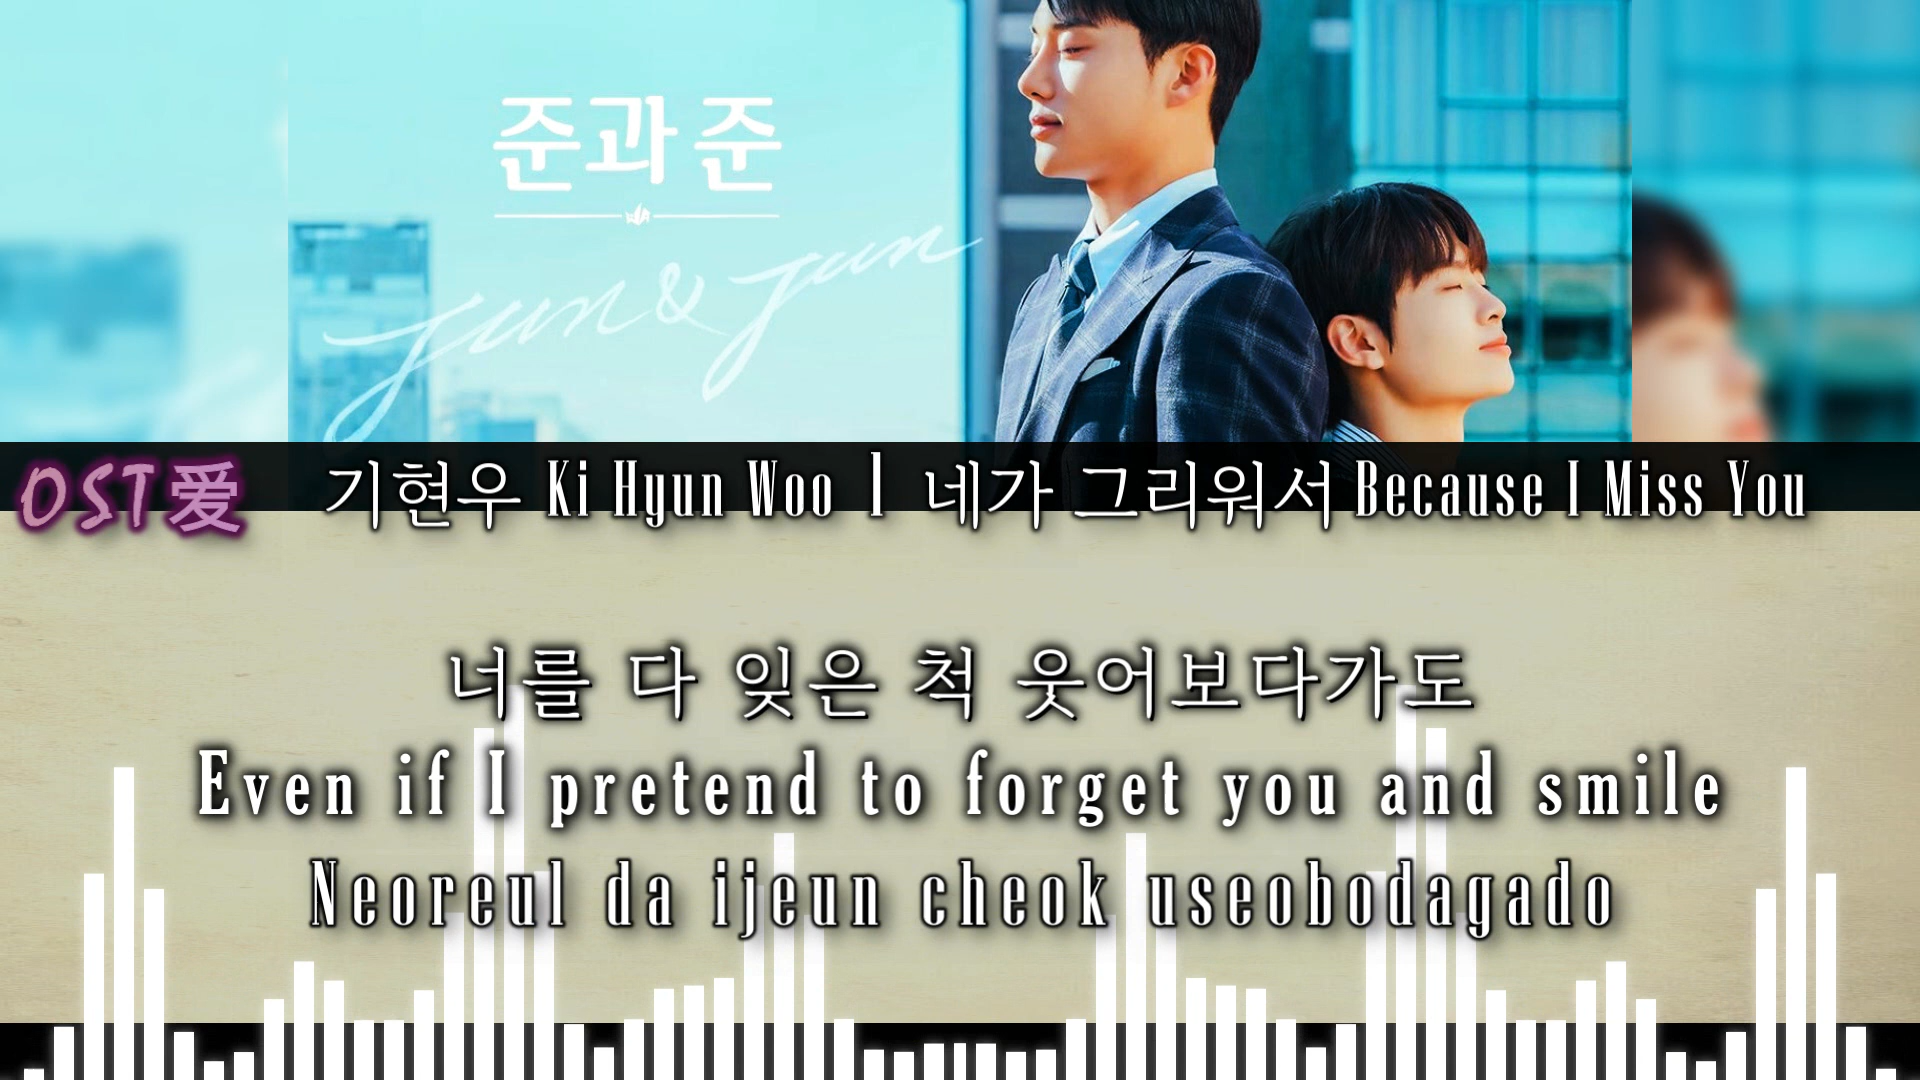 준과 준
Jun & Jun
OST爱 기현우 Ki Hyun Woo | 네가 그리워서 Because I Miss You
너를 다 잊은 척 웃어보다가도
Even if I pretend to forget you and smile
Neoreul da ijeun cheok useobodagado